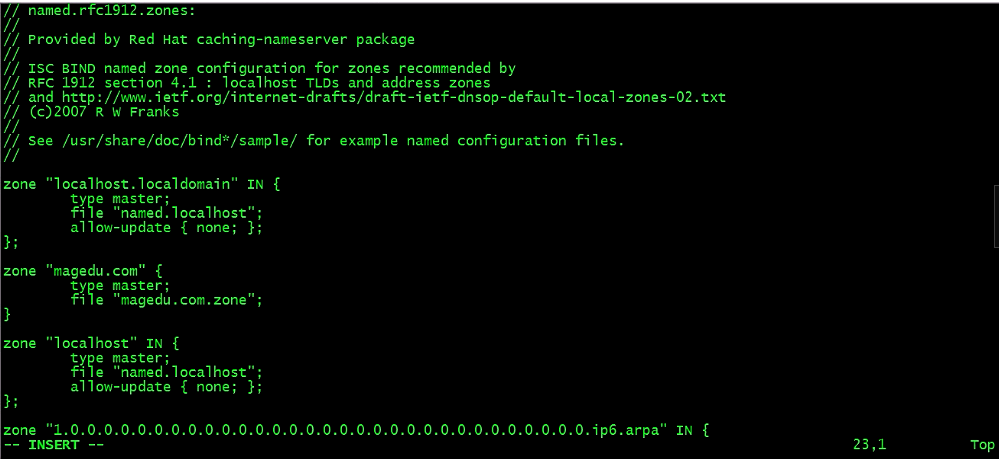 // named.rfc1912.zones:
//
// Provided by Red Hat caching-nameserver package
//
// ISC BIND named zone configuration for zones recommended by
// RFC 1912 section 4.1 : localhost TLDs and address zones
// and http://www.ietf.org/internet-drafts/draft-ietf-dnsop-default-local-zones-02.txt
// (c)2007 R W Franks
//
// See /usr/share/doc/bind*/sample/ for example named configuration files.
//
zone "localhost.localdomain" IN {
type master;
file "named.localhost";
allow-update { none; };
};
zone "magedu.com" {
type master;
file "magedu.com.zone";
}
zone "localhost" IN {
type master;
file "named.localhost";
allow-update { none; };
};
zone "1.0.0.0.0.0.0.0.0.0.0.0.0.0.0.0.0.0.0.0.0.0.0.0.0.0.0.0.0.0.0.0.ip6.arpa" IN {
-- INSERT -- 23,1 Top